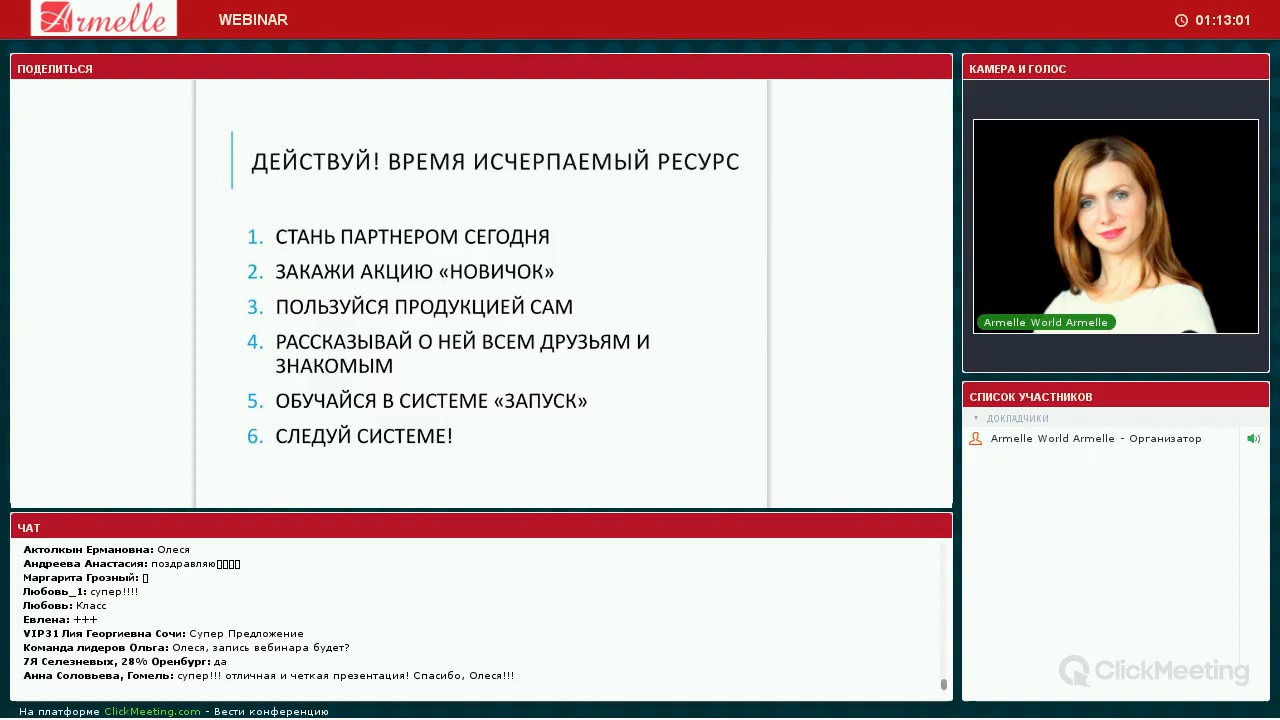 Armelle
WEBINAR
01:13:01
ПОДЕЛИТЬСЯ
ДЕЙСТВУЙ! ВРЕМЯ ИСЧЕРПАЕМЫЙ РЕСУРС
1. СТАНЬ ПАРТНЕРОМ СЕГОДНЯ
2. ЗАКАЖИ АКЦИЮ «НОВИЧОК»
3. ПОЛЬЗУЙСЯ ПРОДУКЦИЕЙ САМ
4. РАССКАЗЫВАЙ О НЕЙ ВСЕМ ДРУЗЬЯМ И
ЗНАКОМЫМ
5. ОБУЧАЙСЯ В СИСТЕМЕ «ЗАПУСК»
6. СЛЕДУЙ СИСТЕМЕ!
КАМЕРА И ГОЛОС
Armelle World Armelle
СПИСОК УЧАСТНИКОВ
ДОКЛАДЧИКИ
Armelle World Armelle - Организатор
ClickMeeting
ЧАТ
Актолкын Ермановна: Олеся
Андреева Анастасия: поздравляю▯▯▯▯
Маргарита Грозный: ▯
Любовь_1: супер!!!!
Любовь: Класс
Евлена: +++
VIP31 Лия Георгиевна Сочи: Супер Предложение
Команда лидеров Ольга: Олеся, запись вебинара будет?
7Я Селезневых, 28% Оренбург: да
Анна Соловьева, Гомель: супер!!! отличная и четкая презентация! Спасибо, Олеся!!!
На платформе ClickMeeting.com - Вести конференцию